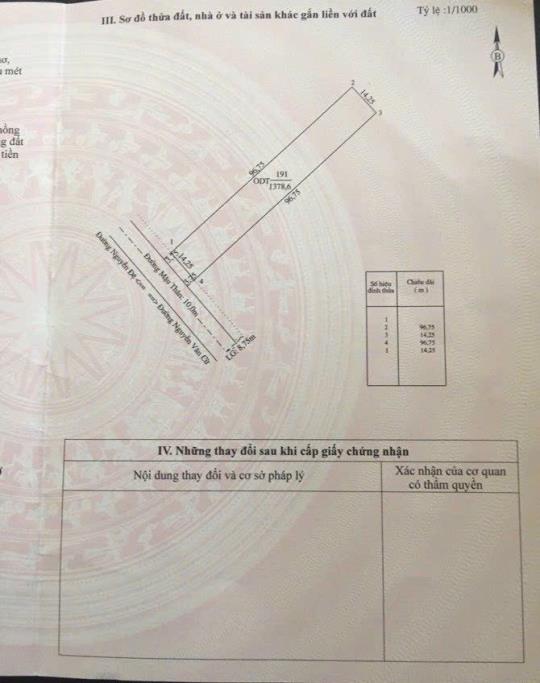 III. Sơ đồ thửa đất, nhà ở và tài sản khác gắn liền với đất
Tỷ lệ :1/1000
B
mét
g đất
tiền
2
14,25
3
96,75
ODT 191
1378,6
96,75
1
14,25
4
Đường Mậu Thân: 10.0m
Đường Nguyễn Đệ <== ==> Đường Nguyễn Văn Cừ
LG: 8,75m
Số hiệu đỉnh thửa
Chiều dài
( m )
1
2 96,75
3 14,25
4 96,75
1 14,25
IV. Những thay đổi sau khi cấp giấy chứng nhận
Nội dung thay đổi và cơ sở pháp lý
Xác nhận của cơ quan
có thẩm quyền